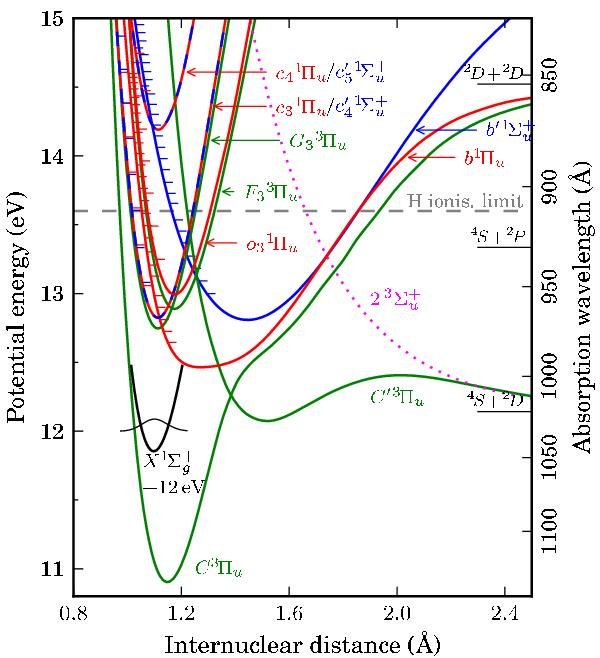 15
14
13
12
11
Potential energy (eV)
0.8
1.2
1.6
2.0
2.4
Internuclear distance (Å)
850
900
950
1000
1050
1100
Absorption wavelength (Å)
c₄ ¹Πᵤ/c′₅ ¹Σᵤ⁺
c₃ ¹Πᵤ/c′₄ ¹Σᵤ⁺
G₃ ³Πᵤ
F₃ ³Πᵤ
o₃ ¹Πᵤ
²D+²D
b′ ¹Σᵤ⁺
b ¹Πᵤ
H ionis. limit
⁴S+²P
2 ³Σᵤ⁺
C′ ³Πᵤ
⁴S+²D
X ¹Σg⁺
−12 eV
C ³Πᵤ